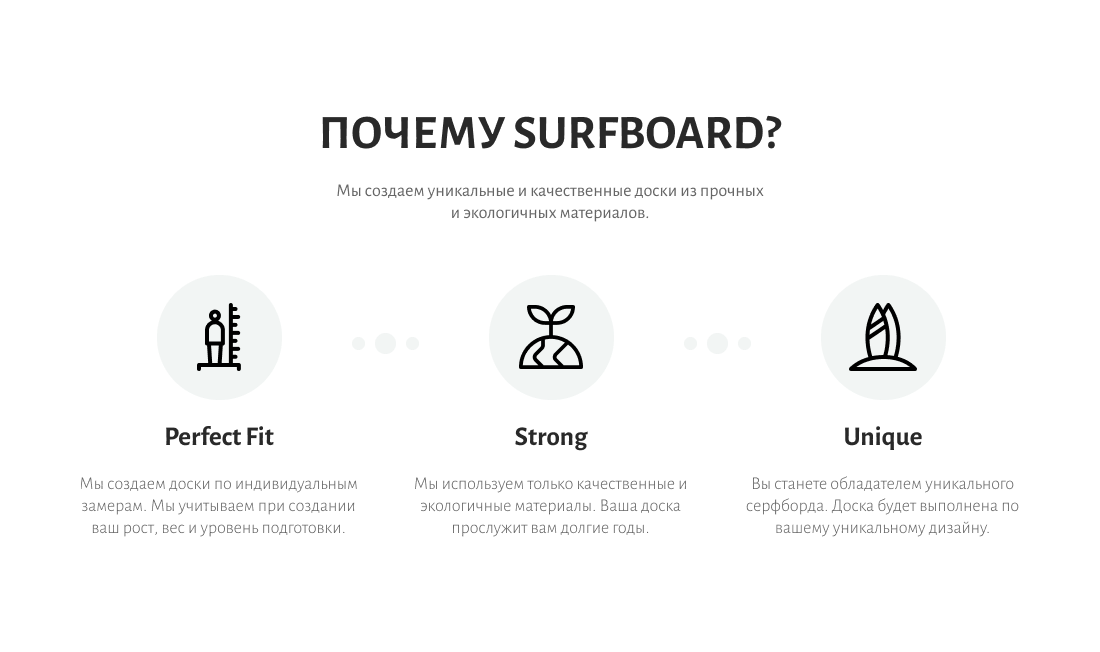 ПОЧЕМУ SURFBOARD?
Мы создаем уникальные и качественные доски из прочных
и экологичных материалов.
Perfect Fit
Мы создаем доски по индивидуальным
замерам. Мы учитываем при создании
ваш рост, вес и уровень подготовки.
Strong
Мы используем только качественные и
экологичные материалы. Ваша доска
прослужит вам долгие годы.
Unique
Вы станете обладателем уникального
серфборда. Доска будет выполнена по
вашему уникальному дизайну.